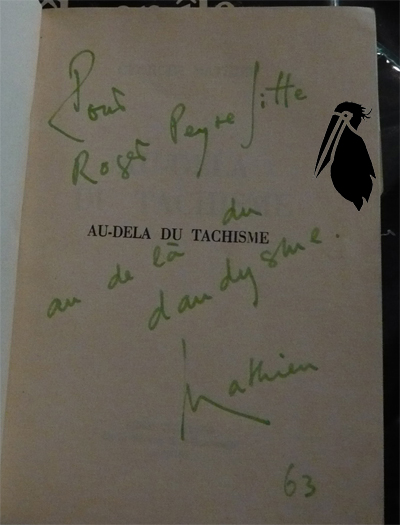 Pour
Roger Peyrefitte
AU-DELA DU TACHISME
au de là du
dandysme.
Mathieu
63